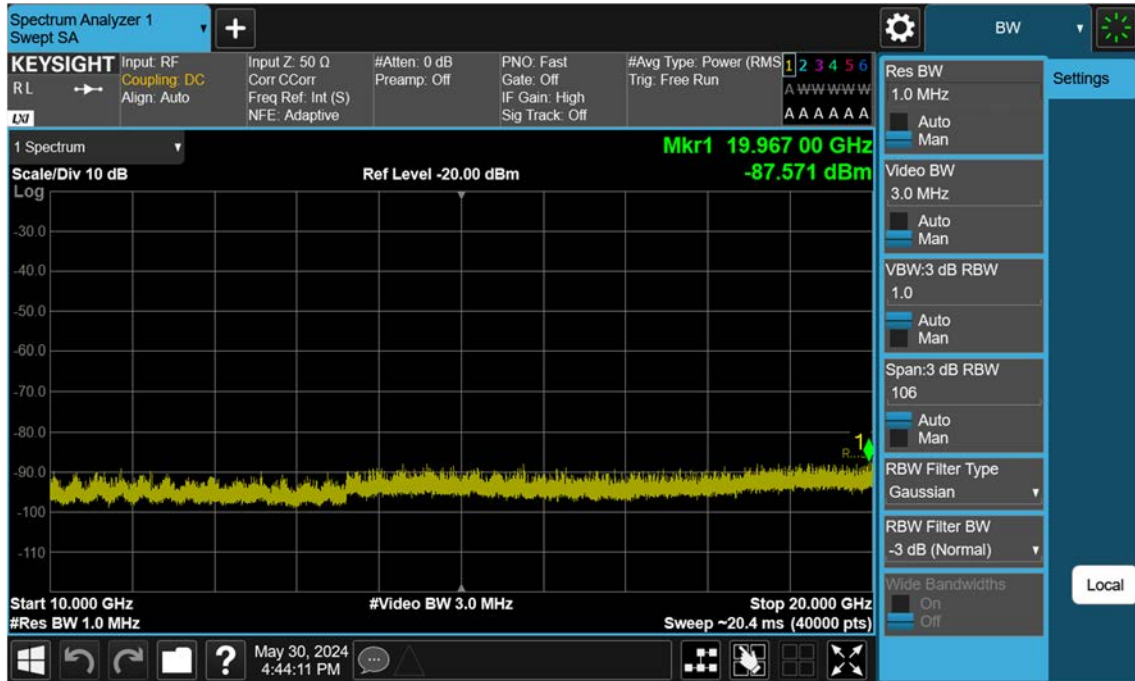 Spectrum Analyzer 1
Swept SA
+
BW
KEYSIGHT
RL
LXI
Input: RF
Coupling: DC
Align: Auto
Input Z: 50 Ω
Corr CCorr
Freq Ref: Int (S)
NFE: Adaptive
#Atten: 0 dB
Preamp: Off
PNO: Fast
Gate: Off
IF Gain: High
Sig Track: Off
#Avg Type: Power (RMS
Trig: Free Run
1 2 3 4 5 6
A W W W W W
A A A A A A
1 Spectrum
Mkr1 19.967 00 GHz
Scale/Div 10 dB
Ref Level -20.00 dBm
-87.571 dBm
Log
-30.0
-40.0
-50.0
-60.0
-70.0
-80.0
-90.0
-100
-110
1
R...
Start 10.000 GHz
#Video BW 3.0 MHz
Stop 20.000 GHz
#Res BW 1.0 MHz
Sweep ~20.4 ms (40000 pts)
?
May 30, 2024
4:44:11 PM
Res BW
1.0 MHz
Auto
Man
Video BW
3.0 MHz
Auto
Man
VBW:3 dB RBW
1.0
Auto
Man
Span:3 dB RBW
106
Auto
Man
RBW Filter Type
Gaussian
RBW Filter BW
-3 dB (Normal)
Wide Bandwidths
On
Off
Settings
Local